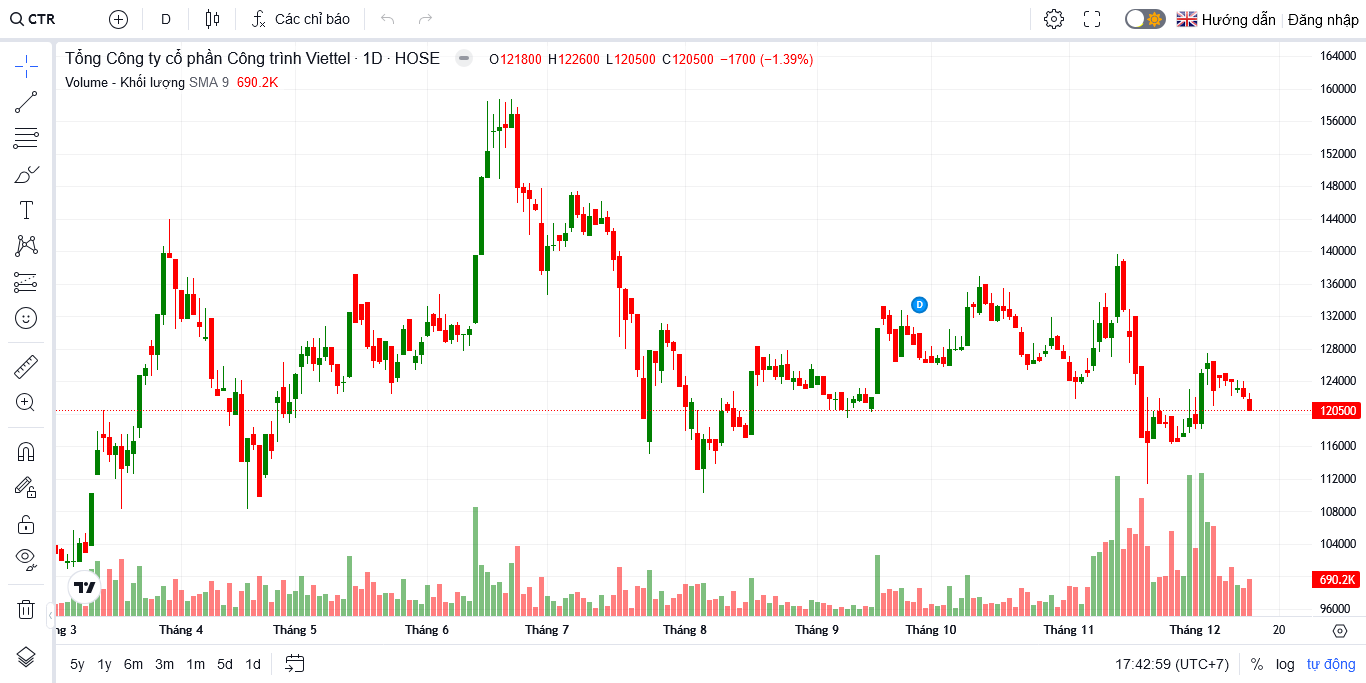 CTR
D
Các chỉ báo
Hướng dẫn
Đăng nhập
Tổng Công ty cổ phần Công trình Viettel · 1D · HOSE
O121800 H122600 L120500 C120500 −1700 (−1.39%)
Volume - Khối lượng SMA 9 690.2K
164000
160000
156000
152000
148000
144000
140000
136000
132000
128000
124000
120500
116000
112000
108000
104000
690.2K
96000
D
ng 3 Tháng 4 Tháng 5 Tháng 6 Tháng 7 Tháng 8 Tháng 9 Tháng 10 Tháng 11 Tháng 12 20
5y 1y 6m 3m 1m 5d 1d
17:42:59 (UTC+7) % log tự động